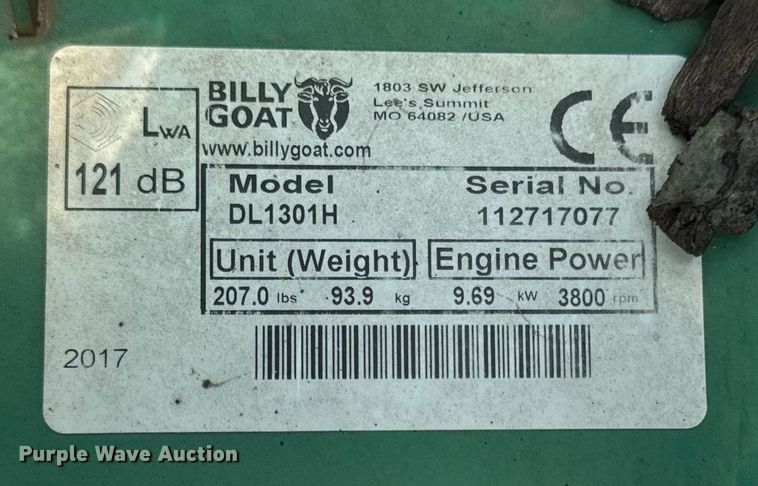 BILLY
GOAT
1803 SW Jefferson
Lee's Summit
MO 64082 /USA
CE
LWA
121 dB
www.billygoat.com
Model Serial No.
DL1301H 112717077
Unit (Weight) Engine Power
207.0 lbs 93.9 kg 9.69 kW 3800 rpm
2017
Purple Wave Auction